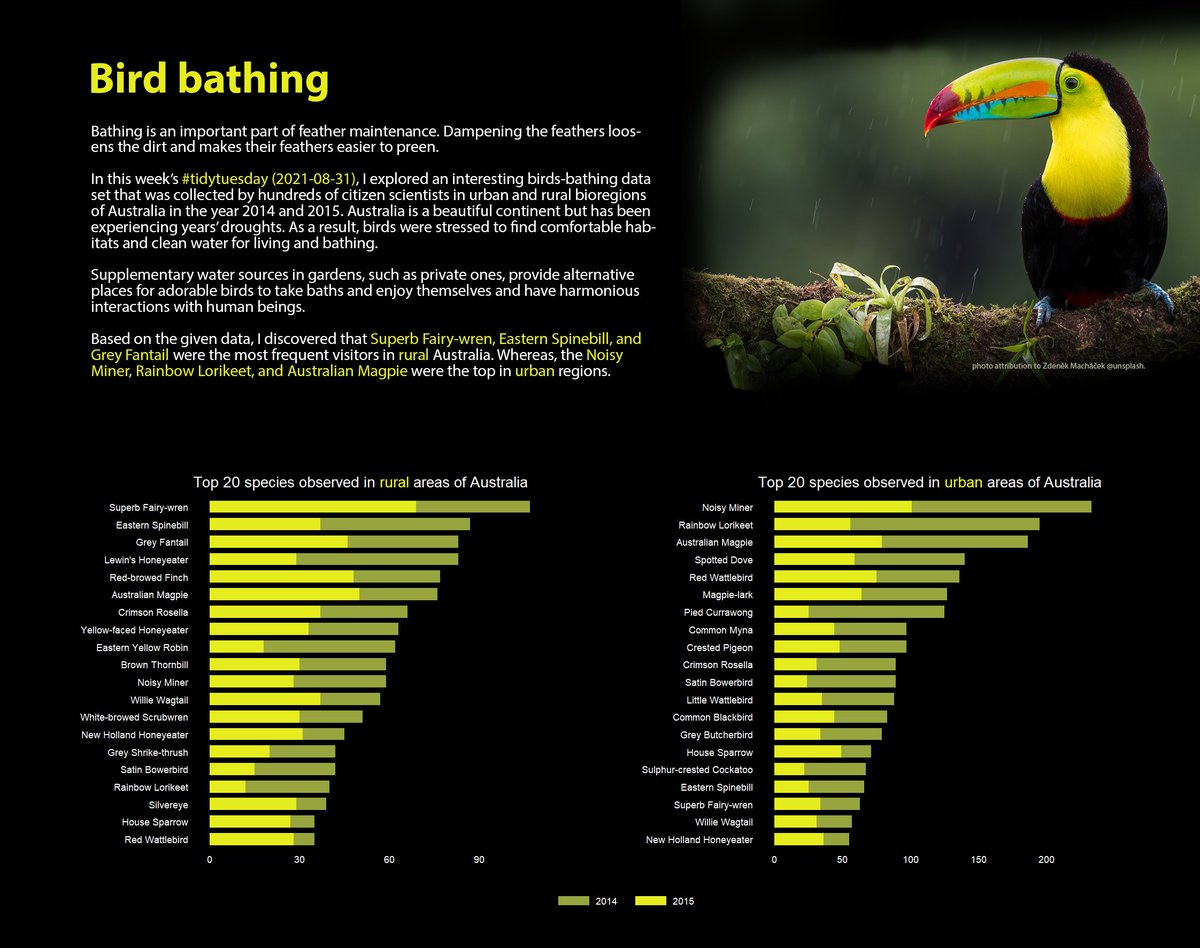 Bird bathing
Bathing is an important part of feather maintenance. Dampening the feathers loos-
ens the dirt and makes their feathers easier to preen.
In this week's #tidytuesday (2021-08-31), I explored an interesting birds-bathing data
set that was collected by hundreds of citizen scientists in urban and rural bioregions
of Australia in the year 2014 and 2015. Australia is a beautiful continent but has been
experiencing years' droughts. As a result, birds were stressed to find comfortable hab-
itats and clean water for living and bathing.
Supplementary water sources in gardens, such as private ones, provide alternative
places for adorable birds to take baths and enjoy themselves and have harmonious
interactions with human beings.
Based on the given data, I discovered that Superb Fairy-wren, Eastern Spinebill, and
Grey Fantail were the most frequent visitors in rural Australia. Whereas, the Noisy
Miner, Rainbow Lorikeet, and Australian Magpie were the top in urban regions.
photo attribution to Zdeněk Macháček @unsplash.
Top 20 species observed in rural areas of Australia
Superb Fairy-wren
Eastern Spinebill
Grey Fantail
Lewin's Honeyeater
Red-browed Finch
Australian Magpie
Crimson Rosella
Yellow-faced Honeyeater
Eastern Yellow Robin
Brown Thornbill
Noisy Miner
Willie Wagtail
White-browed Scrubwren
New Holland Honeyeater
Grey Shrike-thrush
Satin Bowerbird
Rainbow Lorikeet
Silvereye
House Sparrow
Red Wattlebird
0 30 60 90
Top 20 species observed in urban areas of Australia
Noisy Miner
Rainbow Lorikeet
Australian Magpie
Spotted Dove
Red Wattlebird
Magpie-lark
Pied Currawong
Common Myna
Crested Pigeon
Crimson Rosella
Satin Bowerbird
Little Wattlebird
Common Blackbird
Grey Butcherbird
House Sparrow
Sulphur-crested Cockatoo
Eastern Spinebill
Superb Fairy-wren
Willie Wagtail
New Holland Honeyeater
0 50 100 150 200
2014 2015